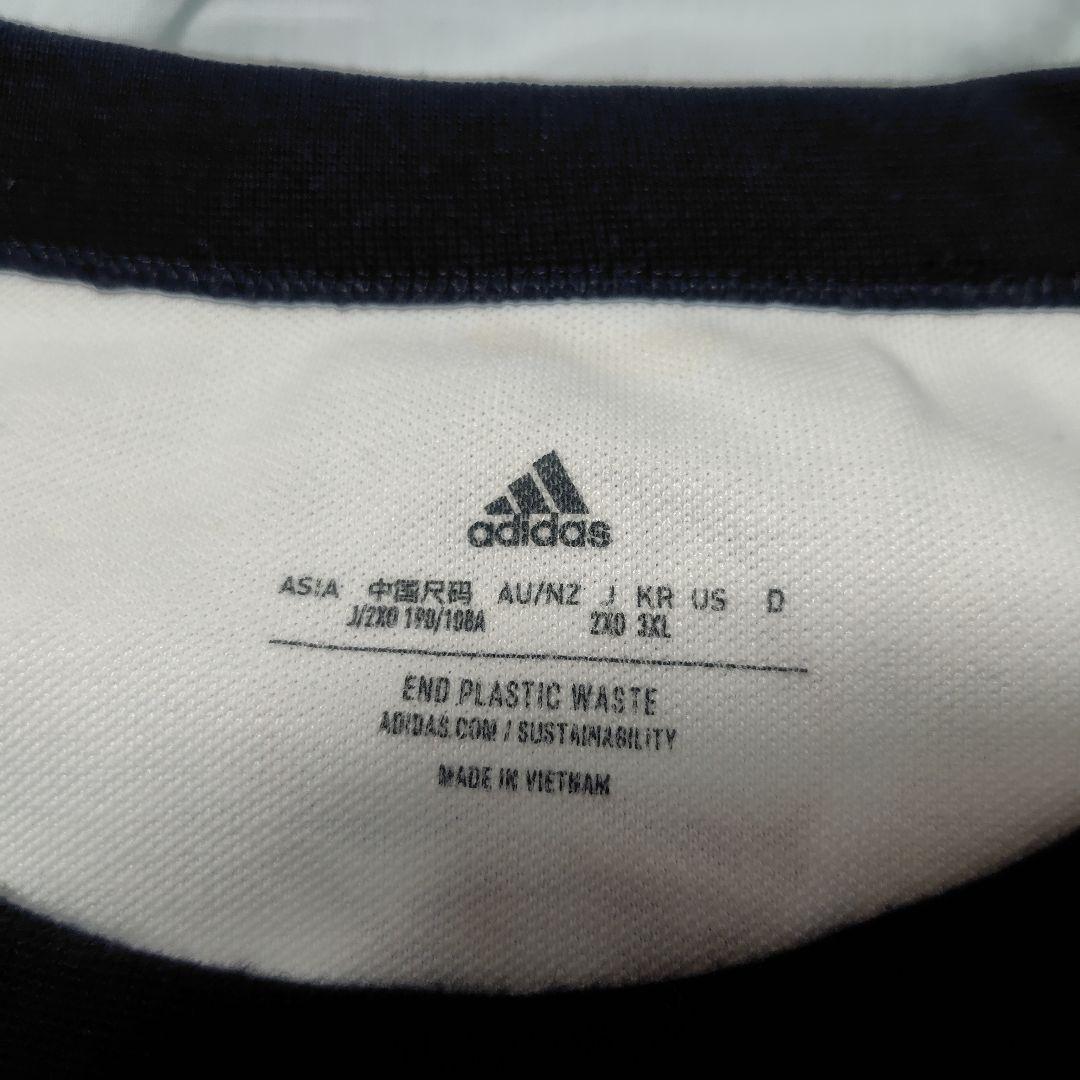 adidas
ASIA 中国尺码 AU/NZ J KR US D
J/2XO 190/108A 2XO 3XL
END PLASTIC WASTE
ADIDAS.COM / SUSTAINABILITY
MADE IN VIETNAM